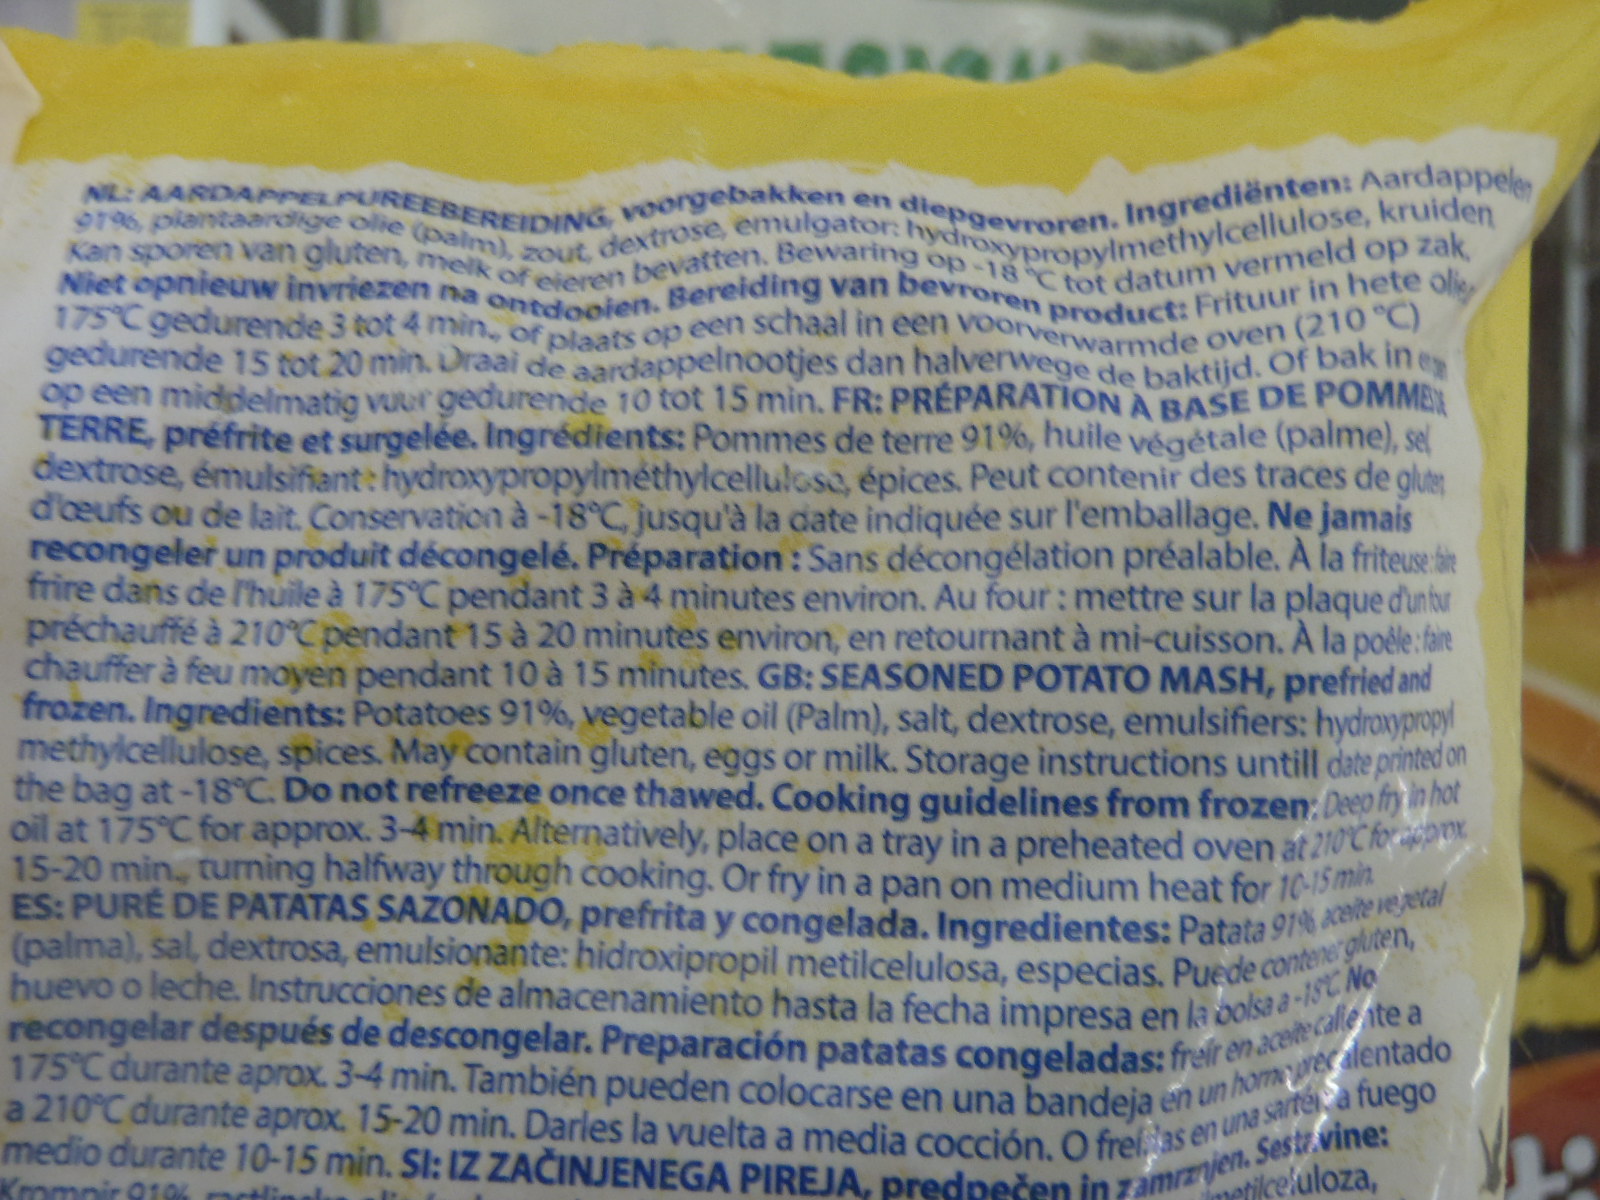 NL: AARDAPPELPUREEBEREIDING, voorgebakken en diepgevroren. Ingrediënten: Aardappelen
91%, plantaardige olie (palm), zout, dextrose, emulgator: hydroxypropylmethylcellulose, kruiden
Kan sporen van gluten, melk of eieren bevatten. Bewaring op -18 °C tot datum vermeld op zak.
Niet opnieuw invriezen na ontdooien. Bereiding van bevroren product: Frituur in hete olie
175°C gedurende 3 tot 4 min., of plaats op een schaal in een voorverwarmde oven (210 °C)
gedurende 15 tot 20 min. Draai de aardappelnootjes dan halverwege de baktijd. Of bak in
op een middelmatig vuur gedurende 10 tot 15 min. FR: PRÉPARATION À BASE DE POMMES
TERRE, préfrite et surgelée. Ingrédients: Pommes de terre 91%, huile végétale (palme), sel,
dextrose, émulsifiant : hydroxypropylméthylcellulose, épices. Peut contenir des traces de gluten,
d'œufs ou de lait. Conservation à -18°C, jusqu'à la date indiquée sur l'emballage. Ne jamais
recongeler un produit décongelé. Préparation : Sans décongélation préalable. À la friteuse : faire
frire dans de l'huile à 175°C pendant 3 à 4 minutes environ. Au four : mettre sur la plaque d'un four
préchauffé à 210°C pendant 15 à 20 minutes environ, en retournant à mi-cuisson. À la poêle : faire
chauffer à feu moyen pendant 10 à 15 minutes. GB: SEASONED POTATO MASH, prefried and
frozen. Ingredients: Potatoes 91%, vegetable oil (Palm), salt, dextrose, emulsifiers: hydroxypropyl
methylcellulose, spices. May contain gluten, eggs or milk. Storage instructions untill date printed on
the bag at -18°C. Do not refreeze once thawed. Cooking guidelines from frozen: Deep fry in hot
oil at 175°C for approx. 3-4 min. Alternatively, place on a tray in a preheated oven at 210°C for approx.
15-20 min., turning halfway through cooking. Or fry in a pan on medium heat for 10-15 min.
ES: PURÉ DE PATATAS SAZONADO, prefrita y congelada. Ingredientes: Patata 91%, aceite vegetal
(palma), sal, dextrosa, emulsionante: hidroxipropil metilcelulosa, especias. Puede contener gluten,
huevo o leche. Instrucciones de almacenamiento hasta la fecha impresa en la bolsa a -18°C. No
recongelar después de descongelar. Preparación patatas congeladas: freír en aceite caliente a
175°C durante aprox. 3-4 min. También pueden colocarse en una bandeja en un horno precalentado
a 210°C durante aprox. 15-20 min. Darles la vuelta a media cocción. O freírlas en una sartén a fuego
medio durante 10-15 min. SI: IZ ZAČINJENEGA PIREJA, predpečen in zamrznjen. Sestavine:
Krompir 91%